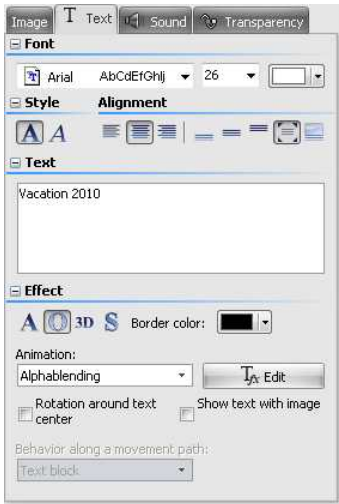 Image T Text Sound Transparency
Font
Arial AbCdEfGhIj 26
Style Alignment
A A
Text
Vacation 2010
Effect
A 3D S Border color:
Animation:
Alphablending Edit
Rotation around text center Show text with image
Behavior along a movement path:
Text block